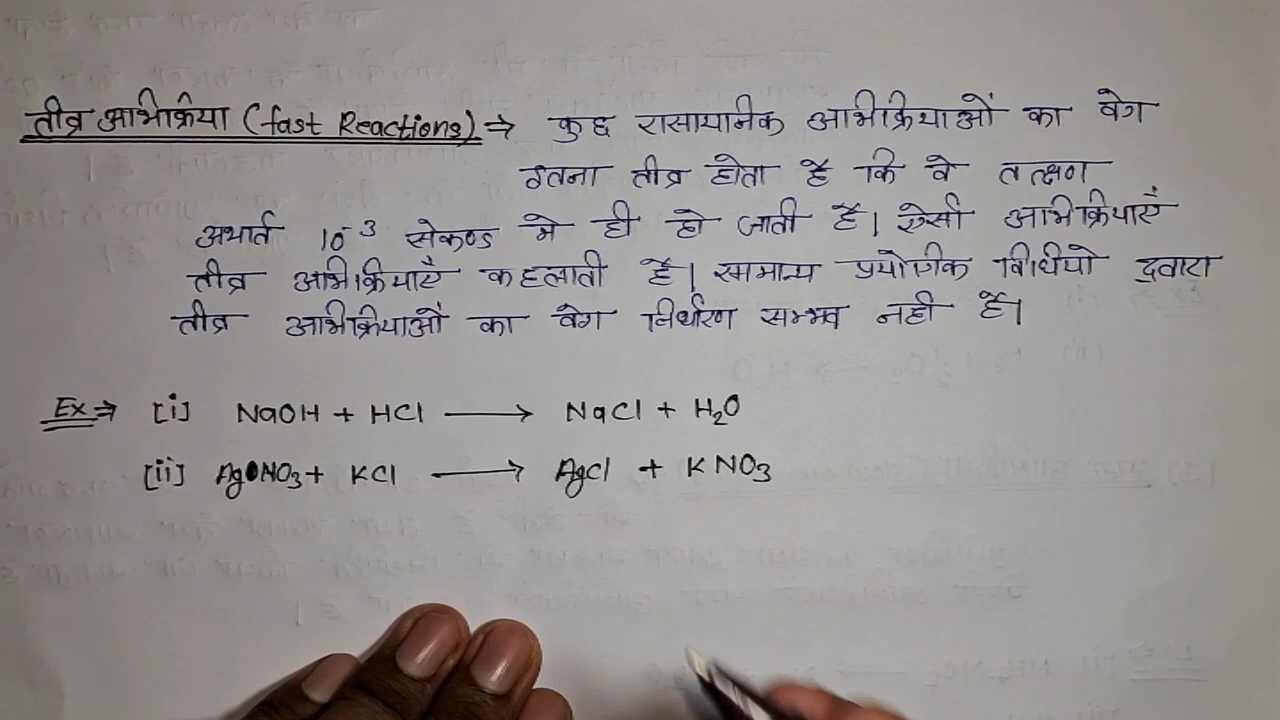 तीव्र अभिक्रिया (fast Reactions) ⇒ कुछ रासायनिक अभिक्रियाओं का वेग
इतना तीव्र होता है कि वे तत्क्षण
अथार्त 10⁻³ सेकण्ड मे ही हो जाती है। ऐसी अभिक्रियाएँ
तीव्र अभिक्रियाएँ कहलाती है। सामान्य प्रयोगिक विधियो द्वारा
तीव्र अभिक्रियाओं का वेग निर्धारण सम्भव नही है।
Ex ⇒ [i] NaOH + HCl ⟶ NaCl + H₂O
[ii] AgNO₃ + KCl ⟶ AgCl + KNO₃